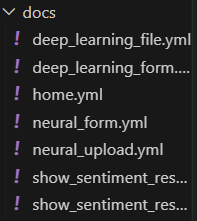 docs
! deep_learning_file.yml
! deep_learning_form....
! home.yml
! neural_form.yml
! neural_upload.yml
! show_sentiment_res...
! show_sentiment_res...